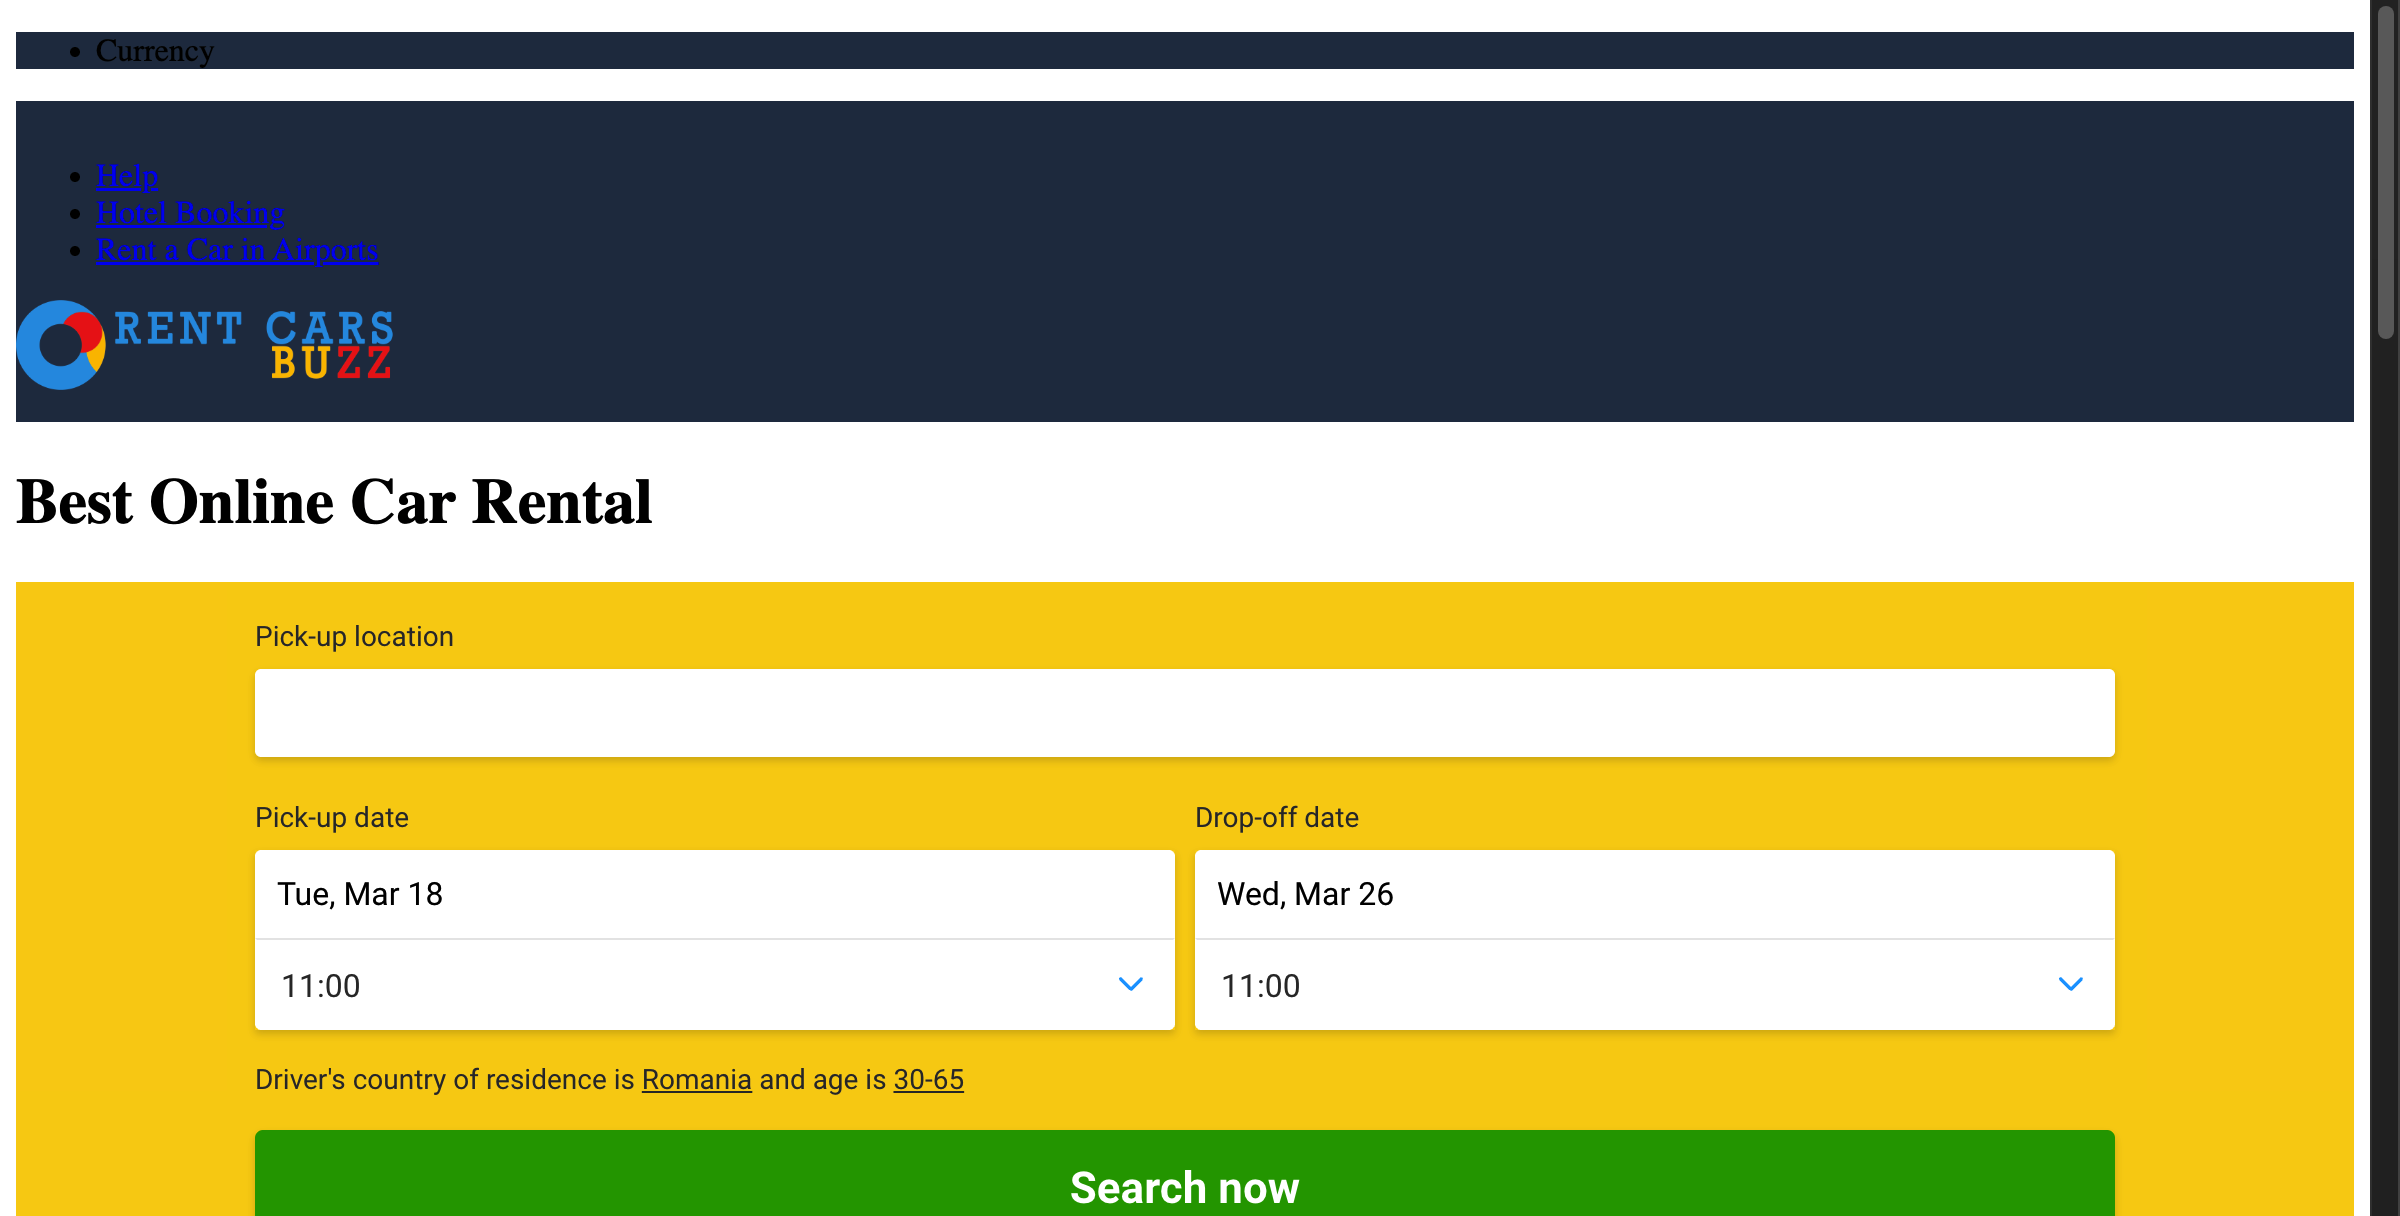 Currency
Help
Hotel Booking
Rent a Car in Airports
RENT CARS
BUZZ
Best Online Car Rental
Pick-up location
Pick-up date
Drop-off date
Tue, Mar 18
Wed, Mar 26
11:00
11:00
Driver's country of residence is Romania and age is 30-65
Search now